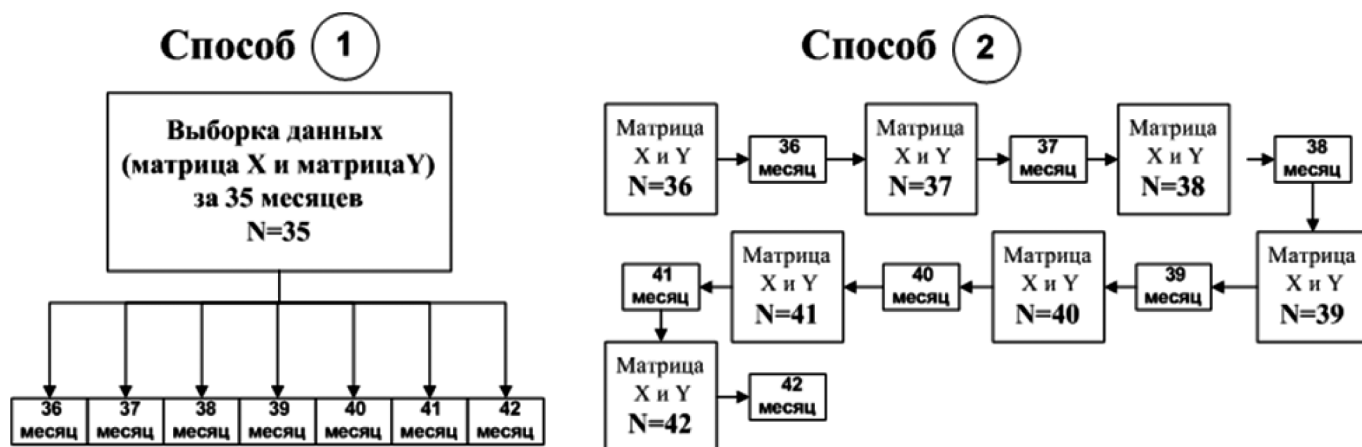 Способ 1
Выборка данных
(матрица X и матрицаY)
за 35 месяцев
N=35
36
месяц
37
месяц
38
месяц
39
месяц
40
месяц
41
месяц
42
месяц
Способ 2
Матрица
X и Y
N=36
36
месяц
Матрица
X и Y
N=37
37
месяц
Матрица
X и Y
N=38
38
месяц
Матрица
X и Y
N=39
39
месяц
Матрица
X и Y
N=40
40
месяц
Матрица
X и Y
N=41
41
месяц
Матрица
X и Y
N=42
42
месяц